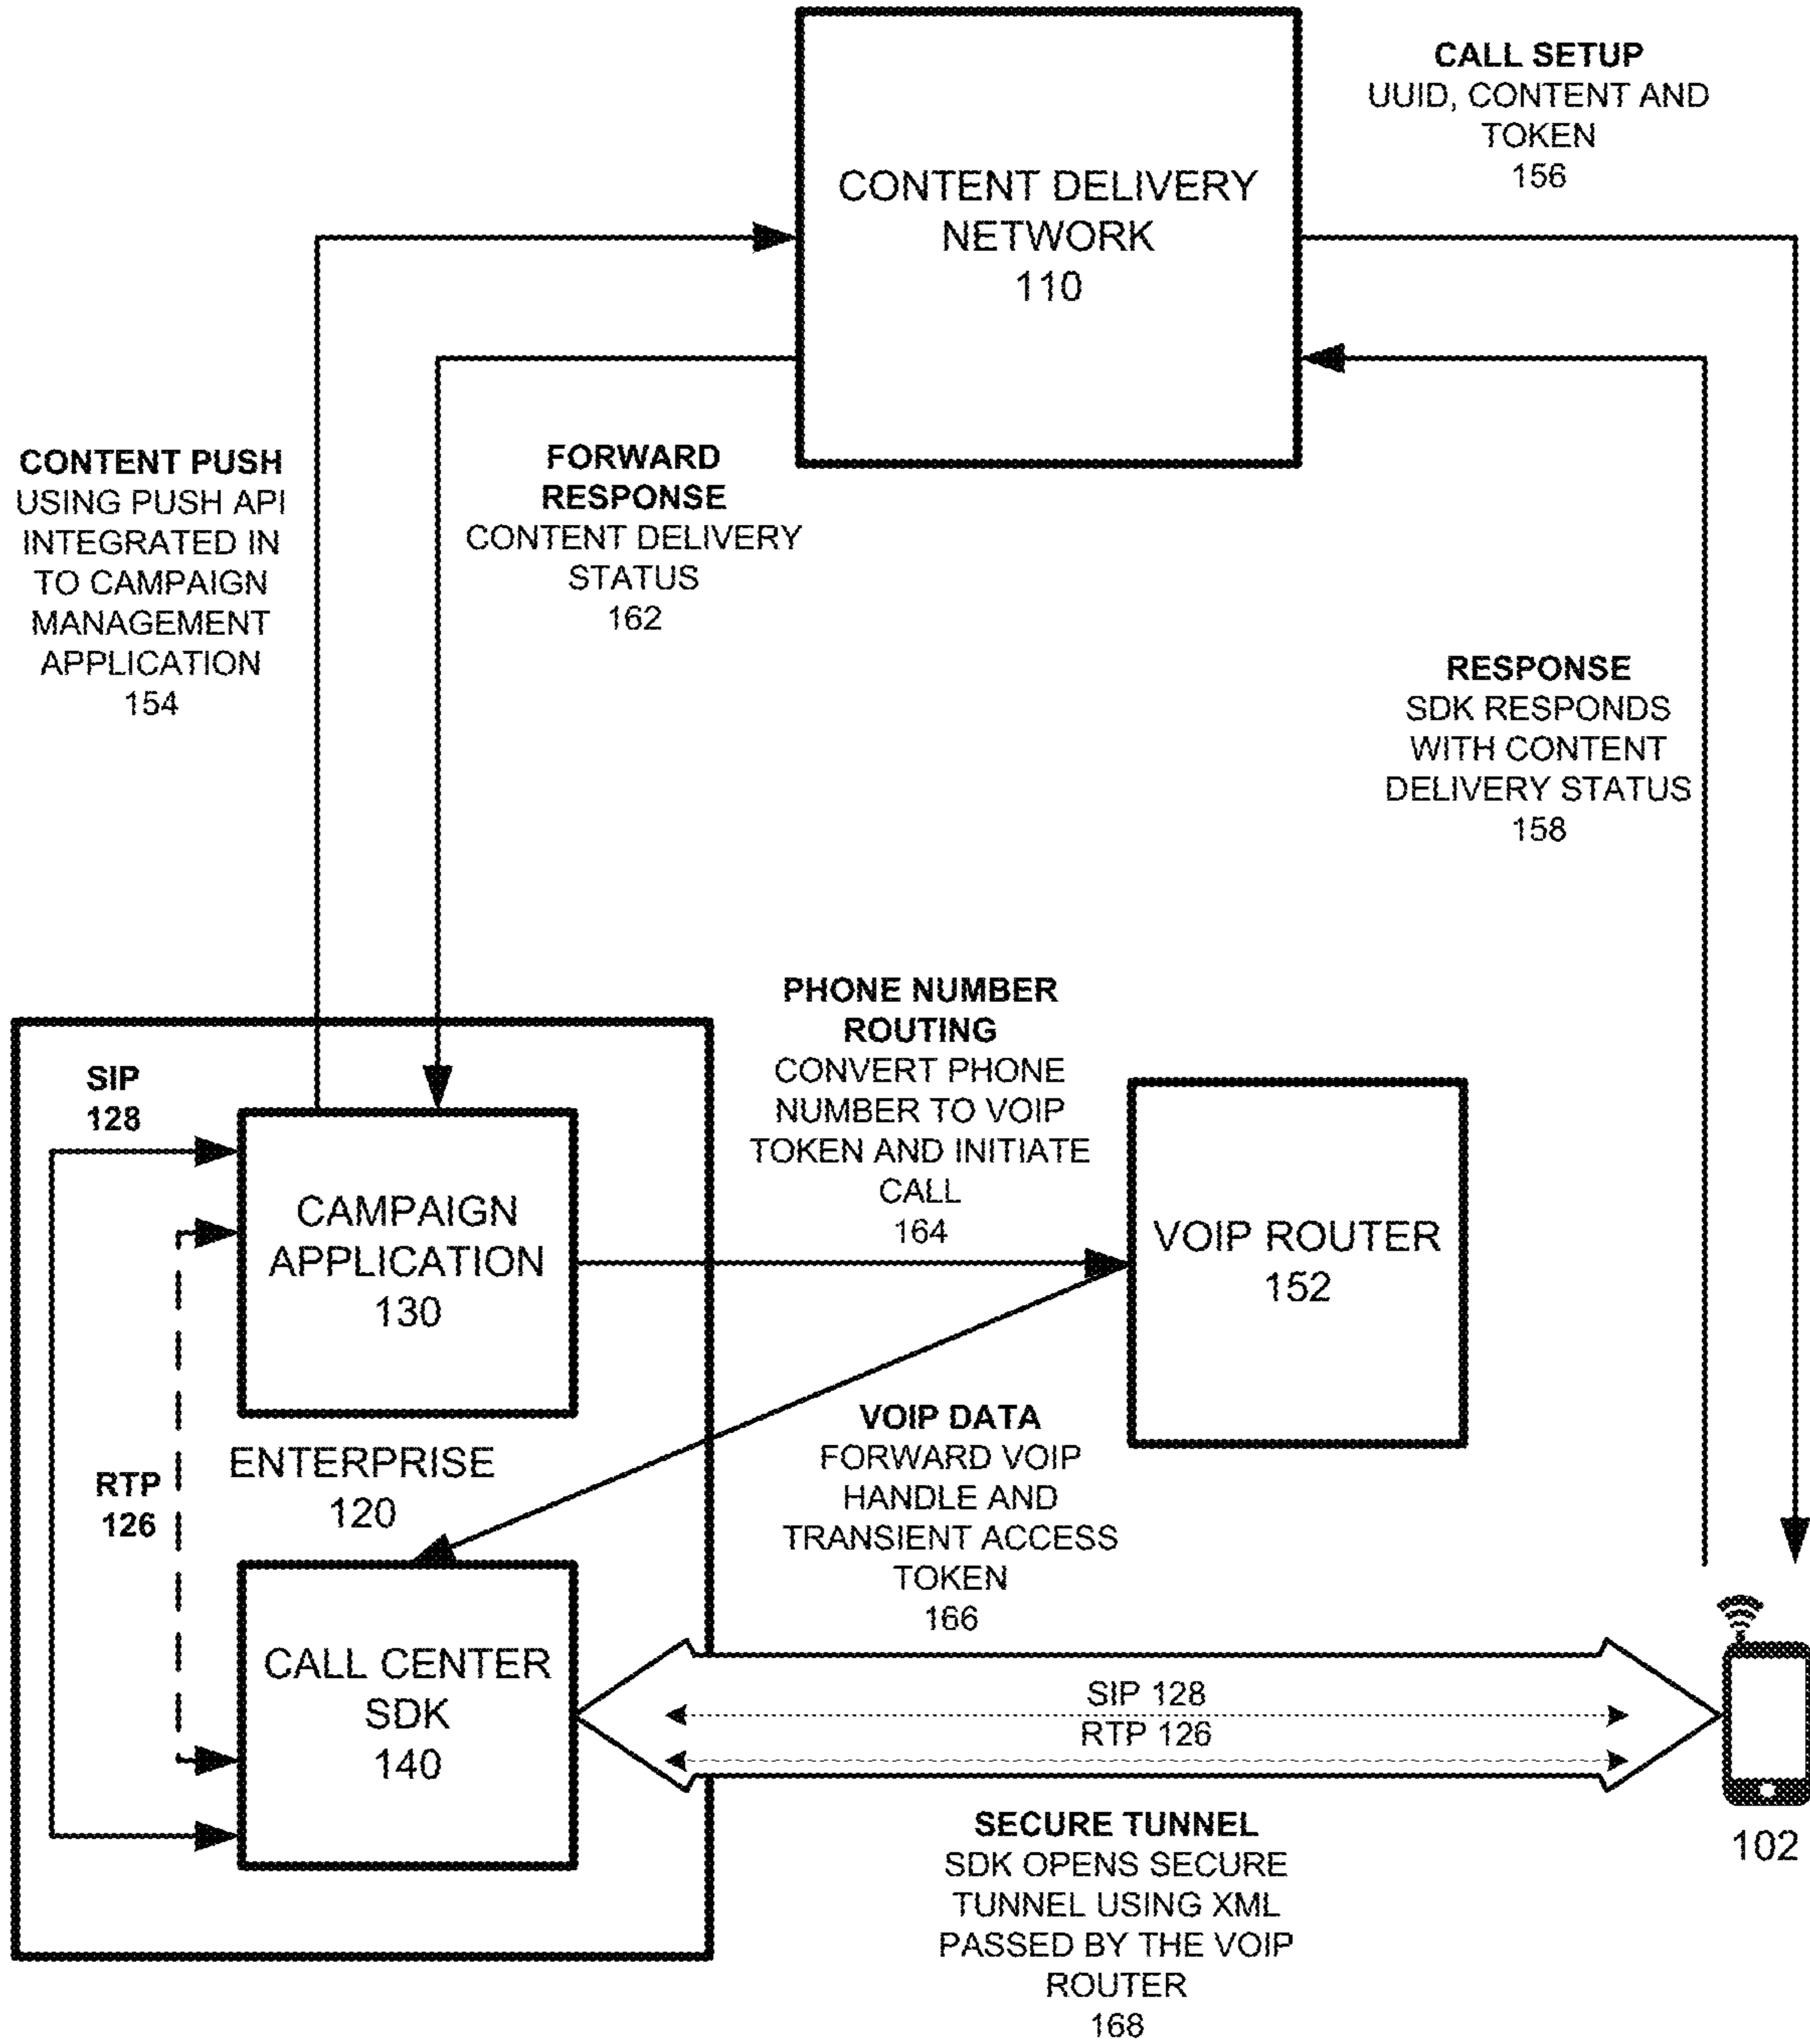 CALL SETUP
UUID, CONTENT AND
TOKEN
156
CONTENT DELIVERY
NETWORK
110
CONTENT PUSH
USING PUSH API
INTEGRATED IN
TO CAMPAIGN
MANAGEMENT
APPLICATION
154
FORWARD
RESPONSE
CONTENT DELIVERY
STATUS
162
RESPONSE
SDK RESPONDS
WITH CONTENT
DELIVERY STATUS
158
PHONE NUMBER
ROUTING
CONVERT PHONE
NUMBER TO VOIP
TOKEN AND INITIATE
CALL
164
SIP
128
CAMPAIGN
APPLICATION
130
VOIP ROUTER
152
ENTERPRISE
120
RTP
126
VOIP DATA
FORWARD VOIP
HANDLE AND
TRANSIENT ACCESS
TOKEN
166
CALL CENTER
SDK
140
SIP 128
RTP 126
102
SECURE TUNNEL
SDK OPENS SECURE
TUNNEL USING XML
PASSED BY THE VOIP
ROUTER
168